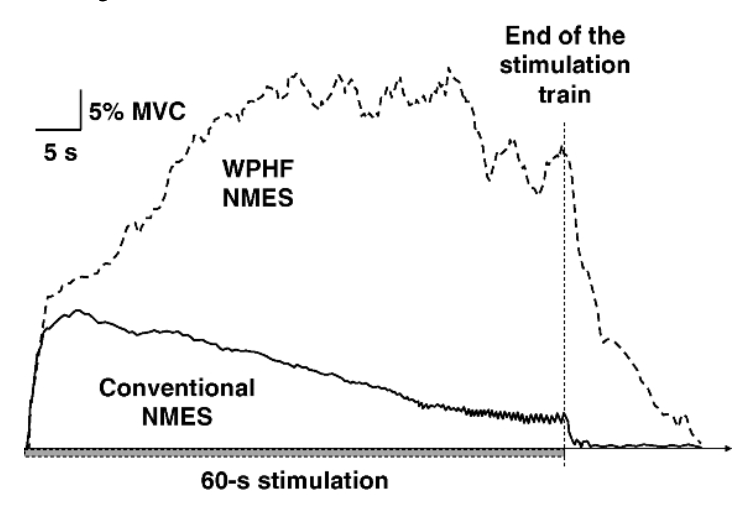 End of the
stimulation
train
5% MVC
5 s
WPHF
NMES
Conventional
NMES
60-s stimulation